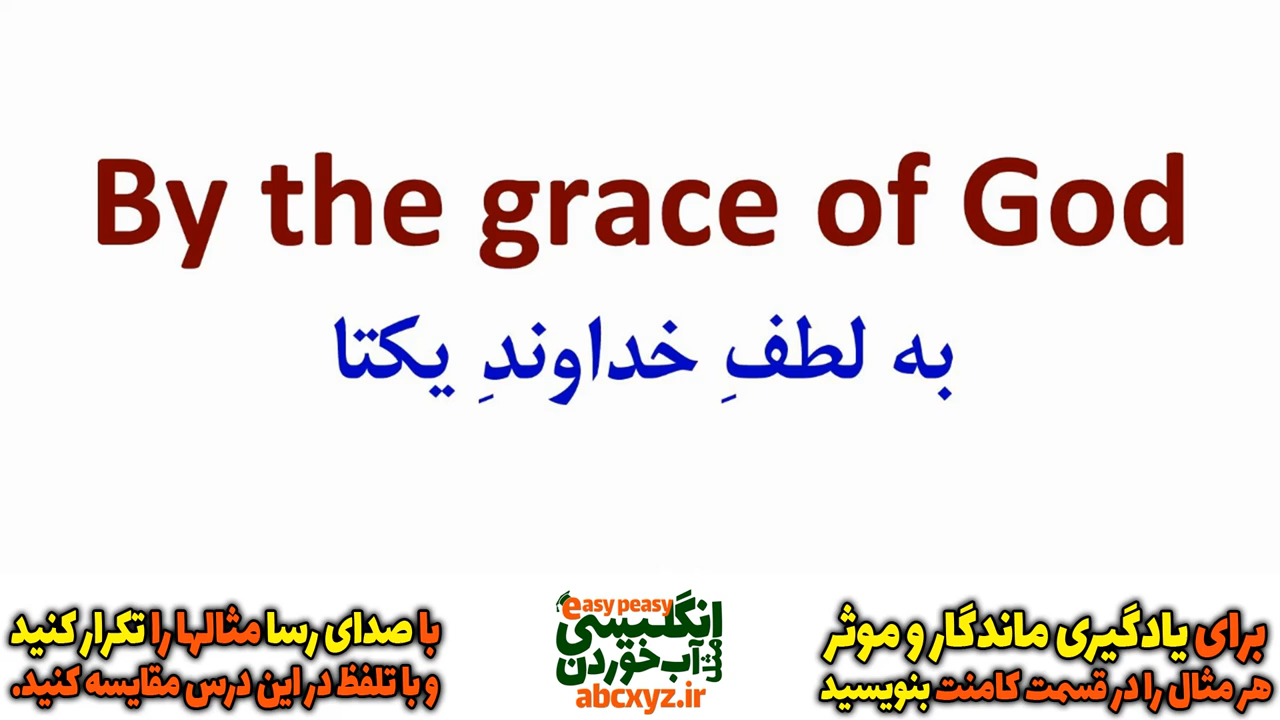 By the grace of God
به لطفِ خداوندِ یکتا
برای یادگیری ماندگار و موثر
هر مثال را در قسمت کامنت بنویسید
easy peasy
انگلیسی
مثل آب خوردن
abcxyz.ir
با صدای رسا مثالها را تکرار کنید
و با تلفظ در این درس مقایسه کنید.